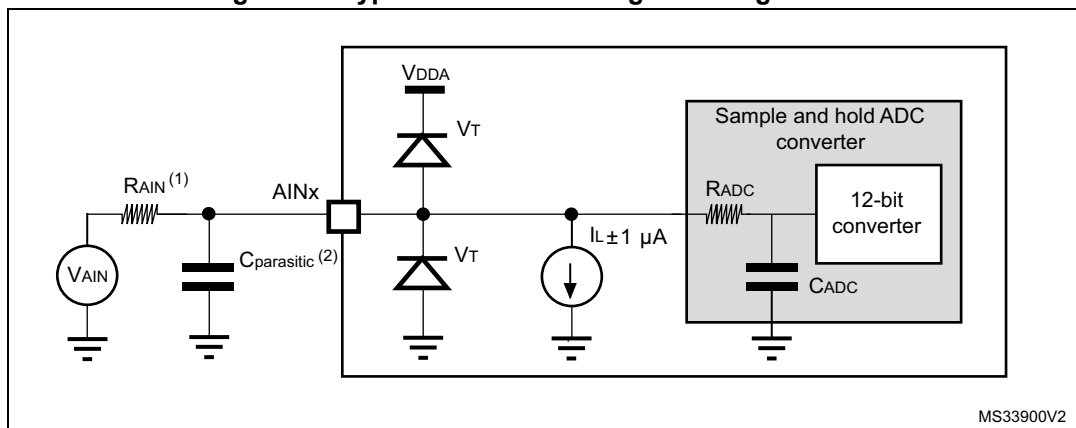 VDDA
Sample and hold ADC
converter
VT
RAIN (1)
AINx
RADC
12-bit
converter
IL±1 µA
VT
Cparasitic (2)
VAIN
CADC
MS33900V2